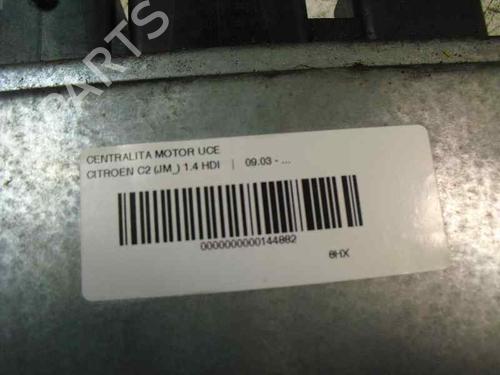 CENTRALITA MOTOR UCE
CITROEN C2 (JM_) 1.4 HDI | 09.03 - ...
0000000000144882
8HX
B-PARTS